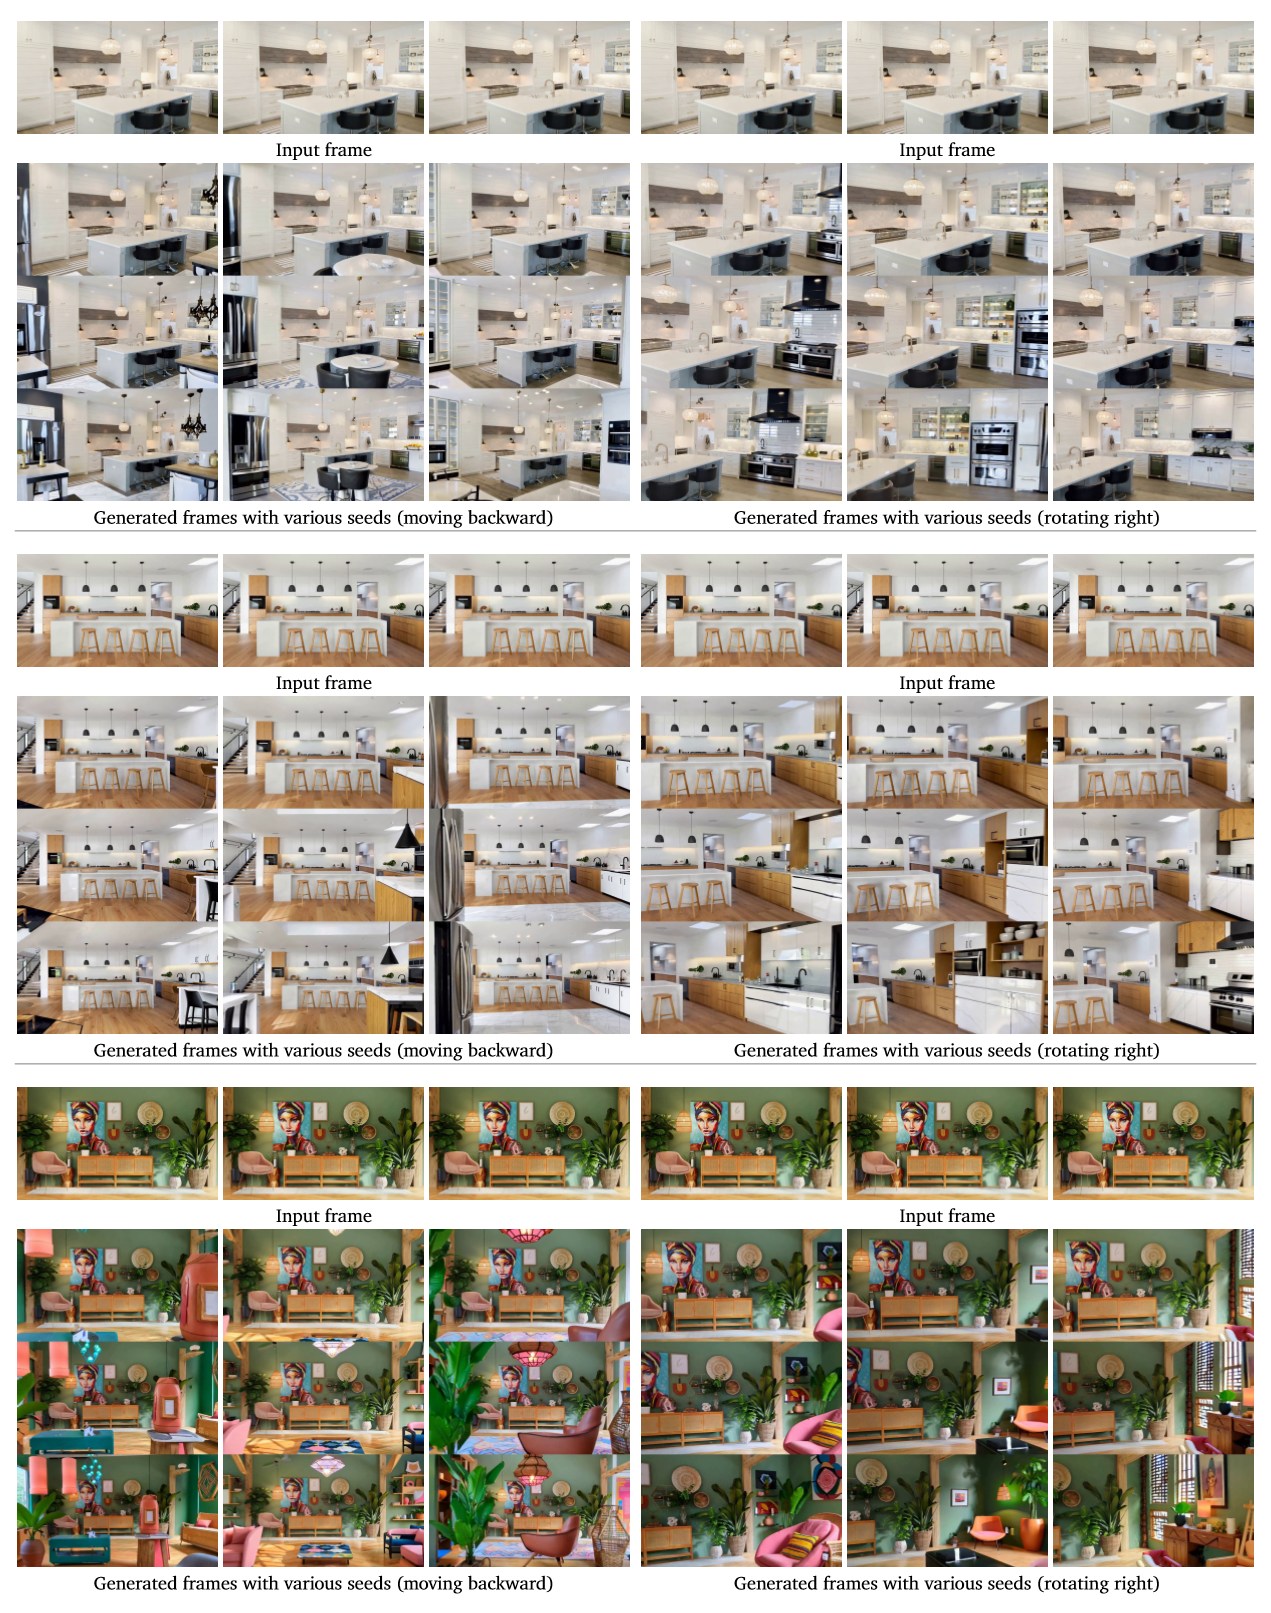 Input frame
Input frame
Generated frames with various seeds (moving backward)
Generated frames with various seeds (rotating right)
Input frame
Input frame
Generated frames with various seeds (moving backward)
Generated frames with various seeds (rotating right)
Input frame
Input frame
Generated frames with various seeds (moving backward)
Generated frames with various seeds (rotating right)